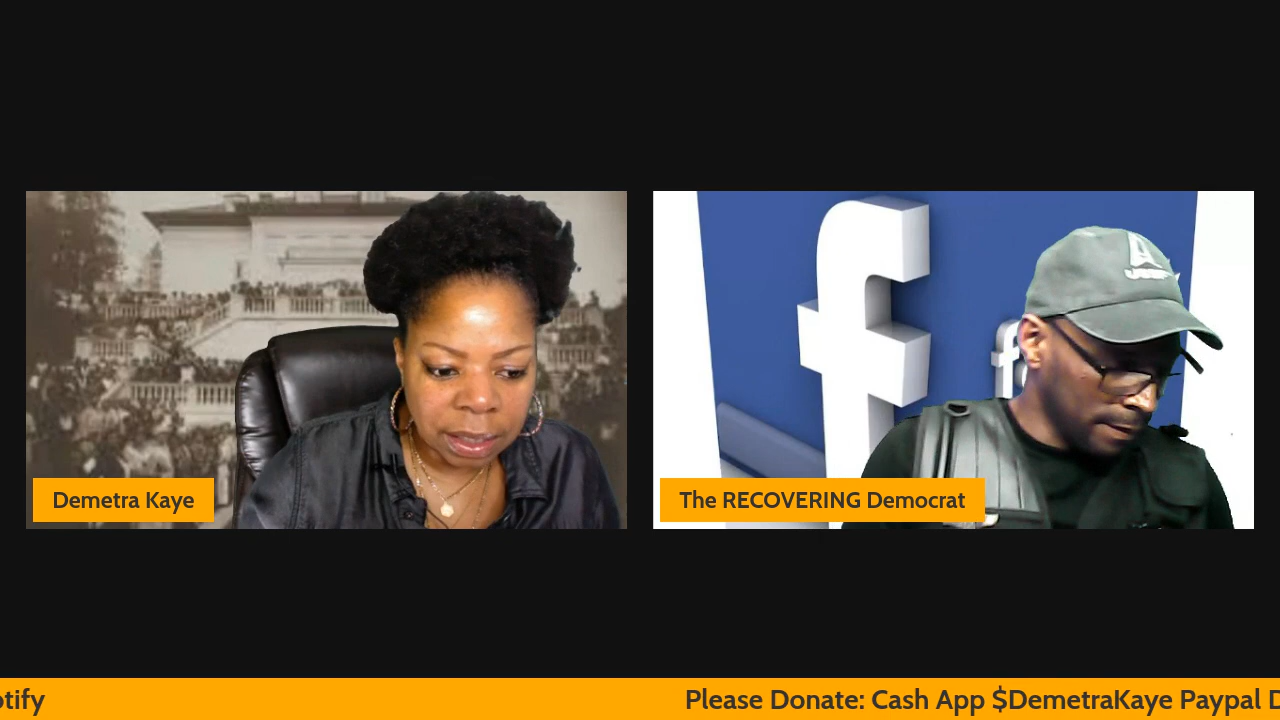 Demetra Kaye
The RECOVERING Democrat
f
f
otify
Please Donate: Cash App $DemetraKaye Paypal D